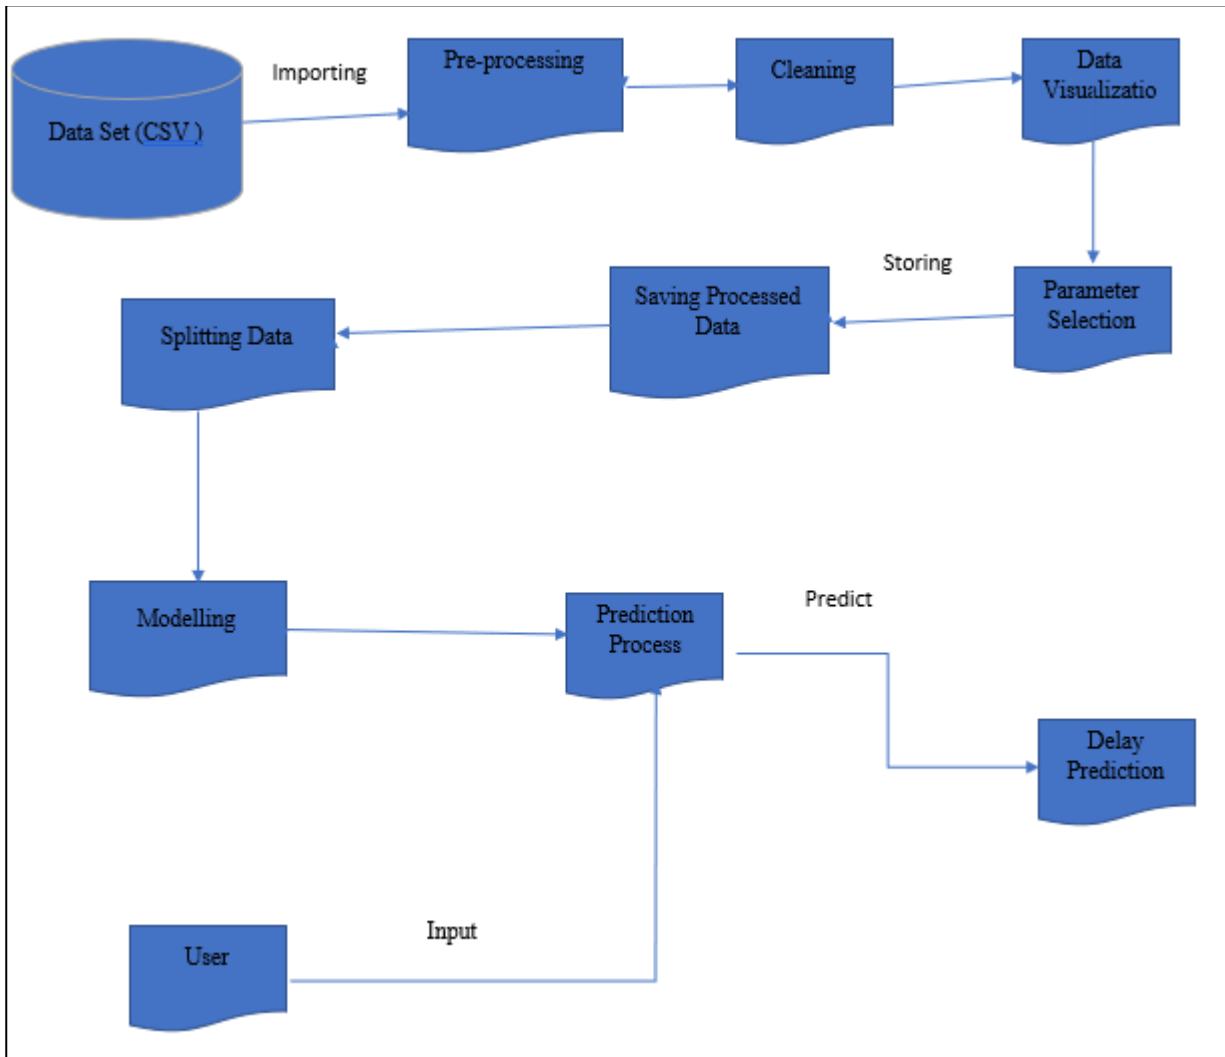 Importing
Pre-processing
Cleaning
Data
Visualizatio
Data Set (CSV )
Storing
Saving Processed
Data
Parameter
Selection
Splitting Data
Modelling
Prediction
Process
Predict
Delay
Prediction
User
Input